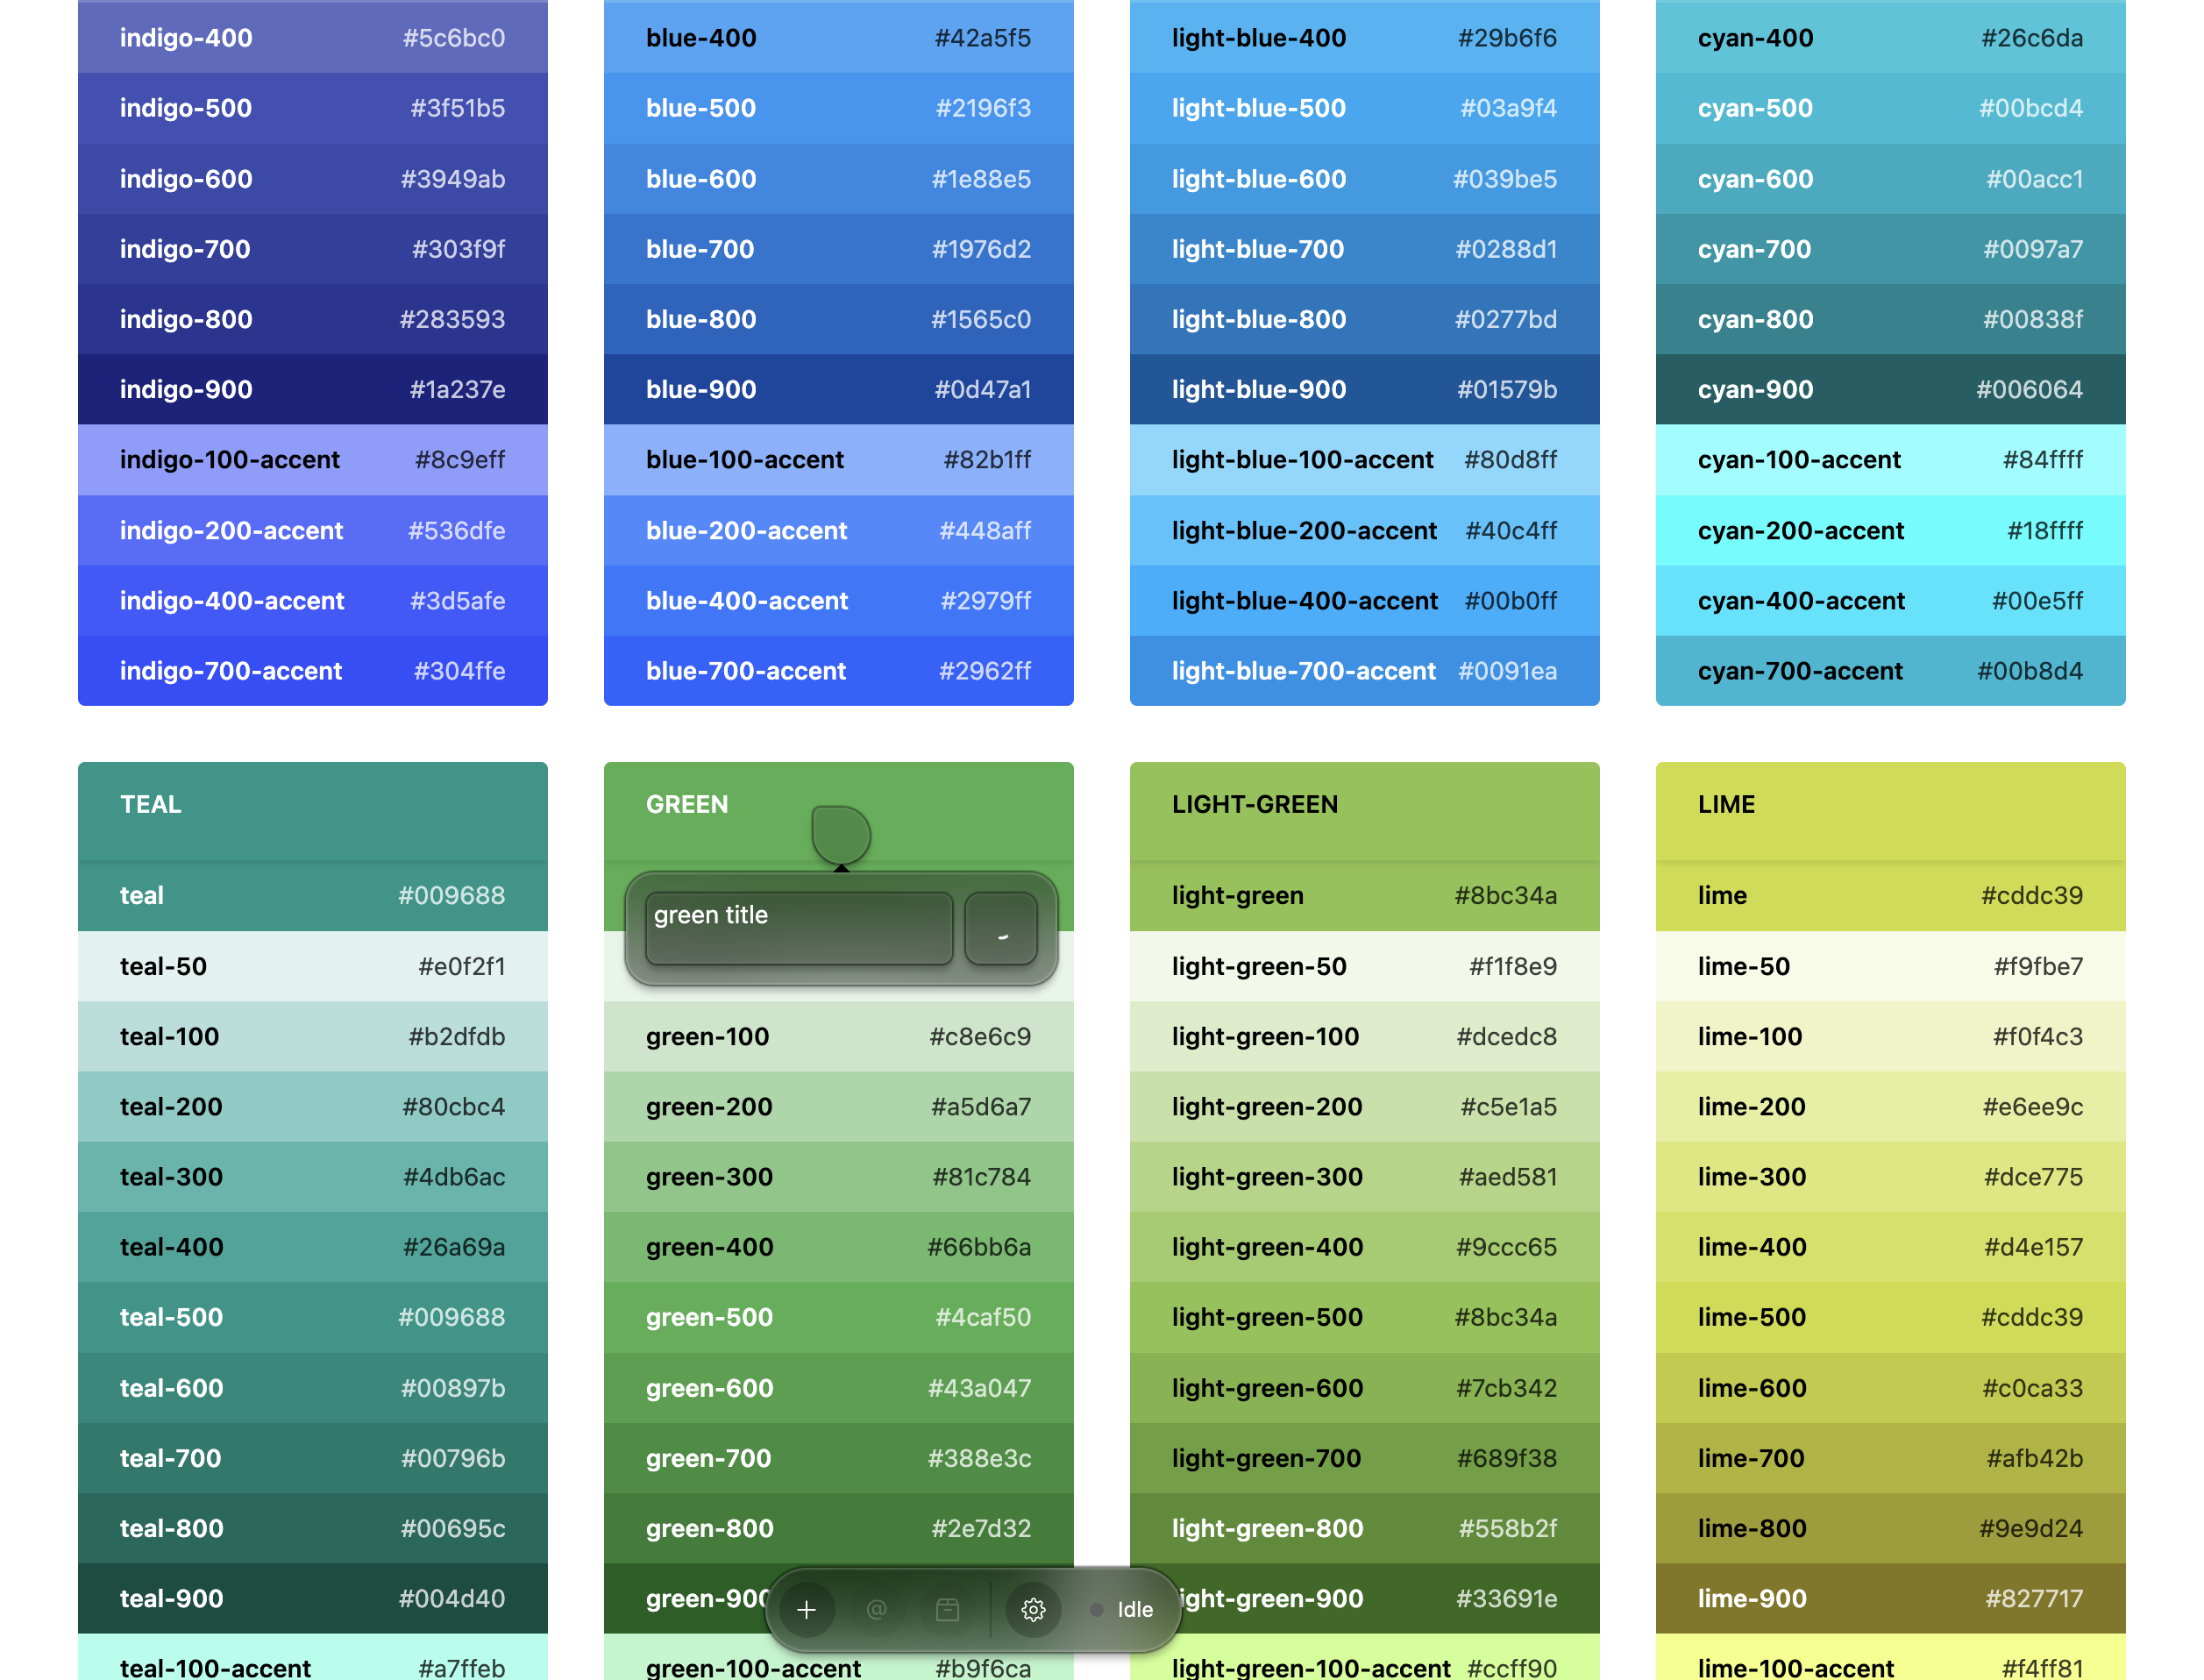 indigo-400 #5c6bc0
indigo-500 #3f51b5
indigo-600 #3949ab
indigo-700 #303f9f
indigo-800 #283593
indigo-900 #1a237e
indigo-100-accent #8c9eff
indigo-200-accent #536dfe
indigo-400-accent #3d5afe
indigo-700-accent #304ffe
blue-400 #42a5f5
blue-500 #2196f3
blue-600 #1e88e5
blue-700 #1976d2
blue-800 #1565c0
blue-900 #0d47a1
blue-100-accent #82b1ff
blue-200-accent #448aff
blue-400-accent #2979ff
blue-700-accent #2962ff
light-blue-400 #29b6f6
light-blue-500 #03a9f4
light-blue-600 #039be5
light-blue-700 #0288d1
light-blue-800 #0277bd
light-blue-900 #01579b
light-blue-100-accent #80d8ff
light-blue-200-accent #40c4ff
light-blue-400-accent #00b0ff
light-blue-700-accent #0091ea
cyan-400 #26c6da
cyan-500 #00bcd4
cyan-600 #00acc1
cyan-700 #0097a7
cyan-800 #00838f
cyan-900 #006064
cyan-100-accent #84ffff
cyan-200-accent #18ffff
cyan-400-accent #00e5ff
cyan-700-accent #00b8d4
TEAL
teal #009688
teal-50 #e0f2f1
teal-100 #b2dfdb
teal-200 #80cbc4
teal-300 #4db6ac
teal-400 #26a69a
teal-500 #009688
teal-600 #00897b
teal-700 #00796b
teal-800 #00695c
teal-900 #004d40
teal-100-accent #a7ffeb
GREEN
green title
green-100 #c8e6c9
green-200 #a5d6a7
green-300 #81c784
green-400 #66bb6a
green-500 #4caf50
green-600 #43a047
green-700 #388e3c
green-800 #2e7d32
green-900
green-100-accent #b9f6ca
LIGHT-GREEN
light-green #8bc34a
light-green-50 #f1f8e9
light-green-100 #dcedc8
light-green-200 #c5e1a5
light-green-300 #aed581
light-green-400 #9ccc65
light-green-500 #8bc34a
light-green-600 #7cb342
light-green-700 #689f38
light-green-800 #558b2f
light-green-900 #33691e
light-green-100-accent #ccff90
LIME
lime #cddc39
lime-50 #f9fbe7
lime-100 #f0f4c3
lime-200 #e6ee9c
lime-300 #dce775
lime-400 #d4e157
lime-500 #cddc39
lime-600 #c0ca33
lime-700 #afb42b
lime-800 #9e9d24
lime-900 #827717
lime-100-accent #f4ff81
@ Idle